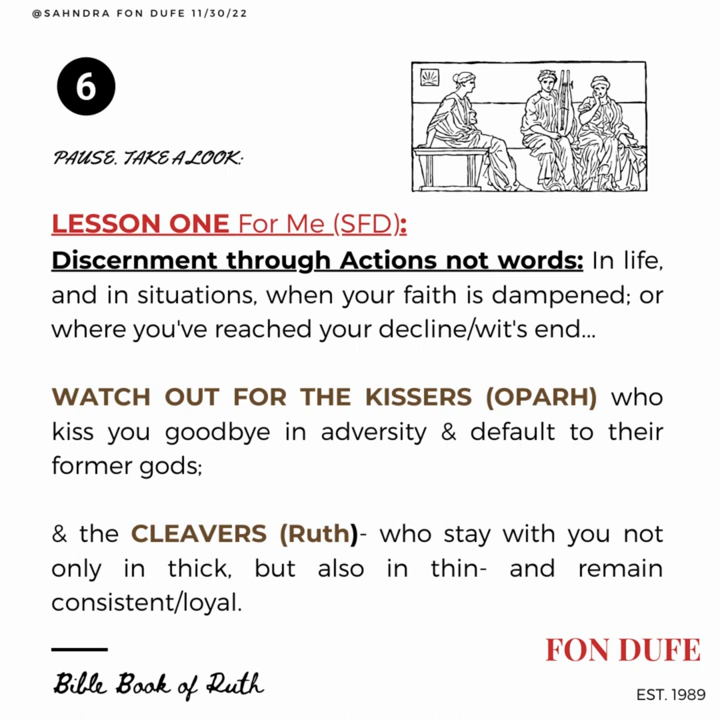 @SAHNDRA FON DUFE 11/30/22
6
PAUSE. TAKE A LOOK:
LESSON ONE For Me (SFD):
Discernment through Actions not words: In life,
and in situations, when your faith is dampened; or
where you've reached your decline/wit's end...
WATCH OUT FOR THE KISSERS (OPARH) who
kiss you goodbye in adversity & default to their
former gods;
& the CLEAVERS (Ruth)- who stay with you not
only in thick, but also in thin- and remain
consistent/loyal.
Bible Book of Ruth
FON DUFE
EST. 1989